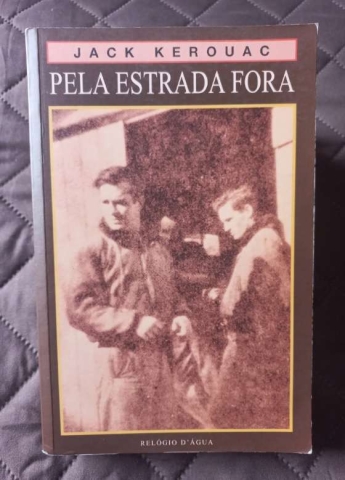 JACK KEROUAC
PELA ESTRADA FORA
RELÓGIO D'ÁGUA